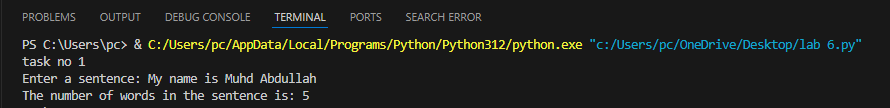 PROBLEMS OUTPUT DEBUG CONSOLE TERMINAL PORTS SEARCH ERROR
PS C:\Users\pc> & C:/Users/pc/AppData/Local/Programs/Python/Python312/python.exe "c:/Users/pc/OneDrive/Desktop/lab 6.py"
task no 1
Enter a sentence: My name is Muhd Abdullah
The number of words in the sentence is: 5